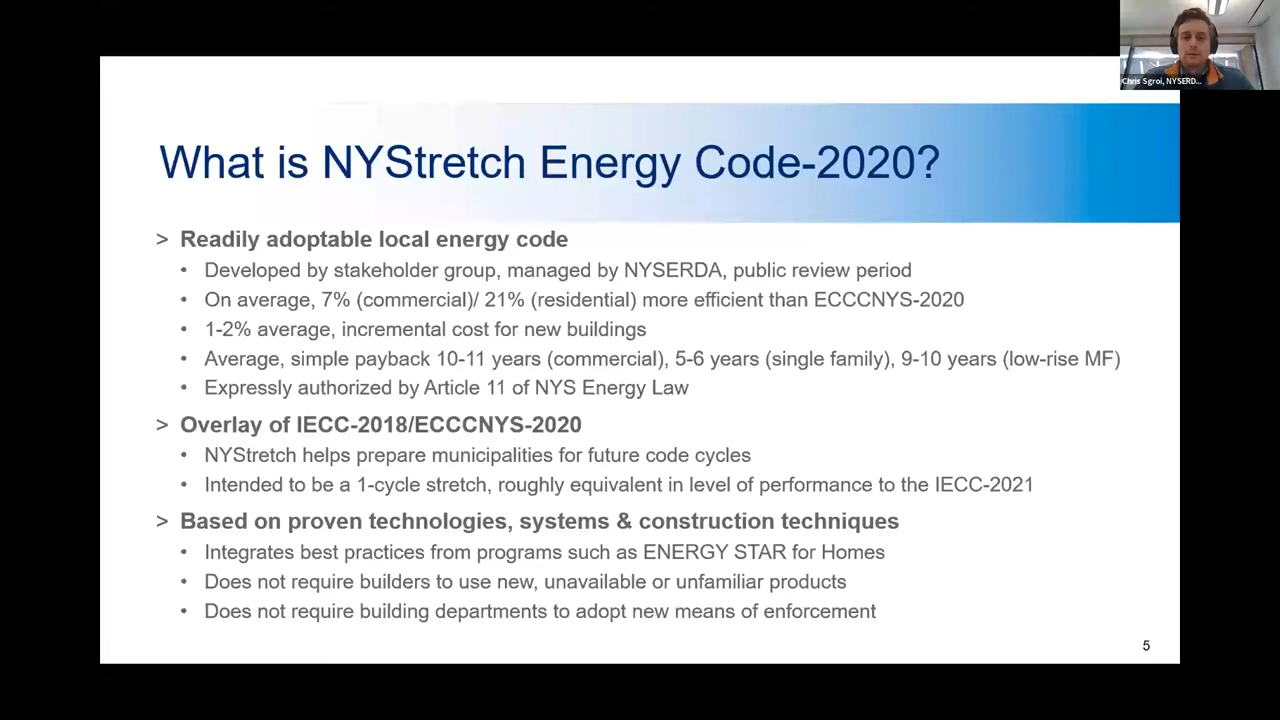 Chris Sgroi, NYSERD...
What is NYStretch Energy Code-2020?
> Readily adoptable local energy code
• Developed by stakeholder group, managed by NYSERDA, public review period
• On average, 7% (commercial)/ 21% (residential) more efficient than ECCCNYS-2020
• 1-2% average, incremental cost for new buildings
• Average, simple payback 10-11 years (commercial), 5-6 years (single family), 9-10 years (low-rise MF)
• Expressly authorized by Article 11 of NYS Energy Law
> Overlay of IECC-2018/ECCCNYS-2020
• NYStretch helps prepare municipalities for future code cycles
• Intended to be a 1-cycle stretch, roughly equivalent in level of performance to the IECC-2021
> Based on proven technologies, systems & construction techniques
• Integrates best practices from programs such as ENERGY STAR for Homes
• Does not require builders to use new, unavailable or unfamiliar products
• Does not require building departments to adopt new means of enforcement
5